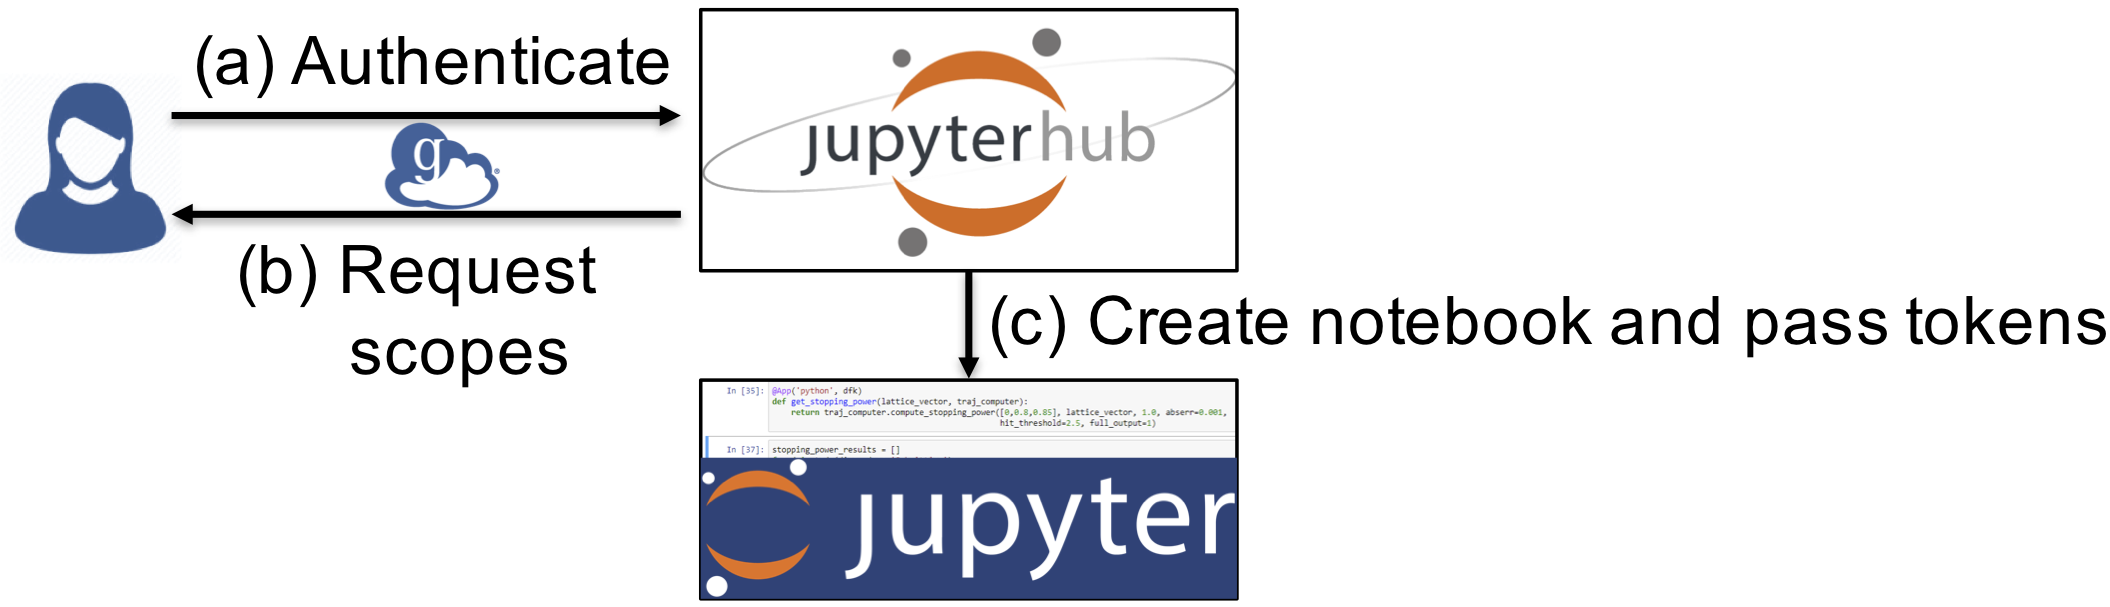 (a) Authenticate
g
®
jupyterhub
(b) Request
scopes
(c) Create notebook and pass tokens
In [35]: @App('python', dfk)
def get_stopping_power(lattice_vector, traj_computer):
return traj_computer.compute_stopping_power([0,0.8,0.85], lattice_vector, 1.0, abserr=0.001,
hit_threshold=2.5, full_output=1)
In [37]: stopping_power_results = []
jupyter